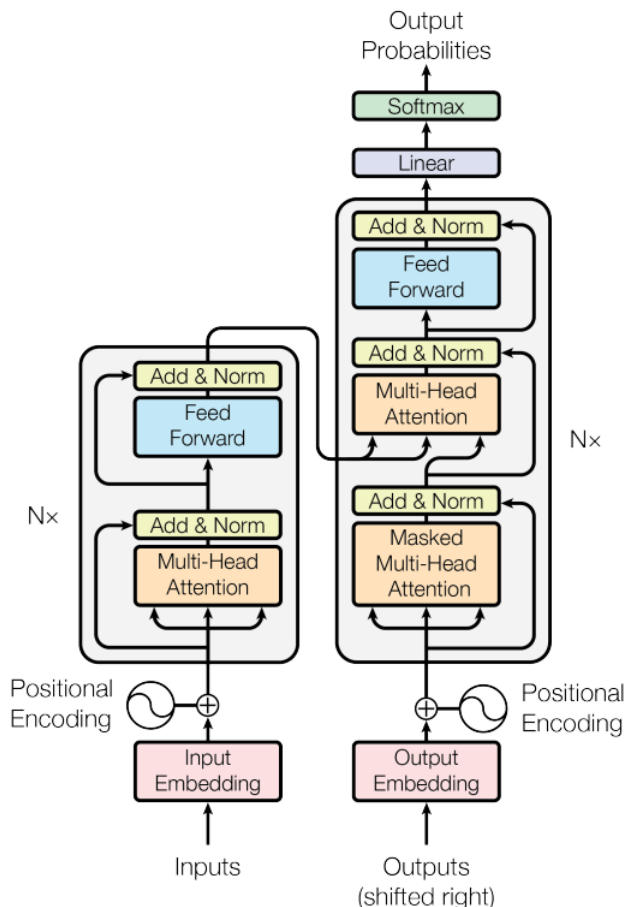 Output
Probabilities
Softmax
Linear
Add & Norm
Feed
Forward
Add & Norm
Multi-Head
Attention
Add & Norm
Masked
Multi-Head
Attention
N×
Add & Norm
Feed
Forward
Add & Norm
Multi-Head
Attention
N×
Positional
Encoding
Positional
Encoding
Input
Embedding
Output
Embedding
Inputs
Outputs
(shifted right)